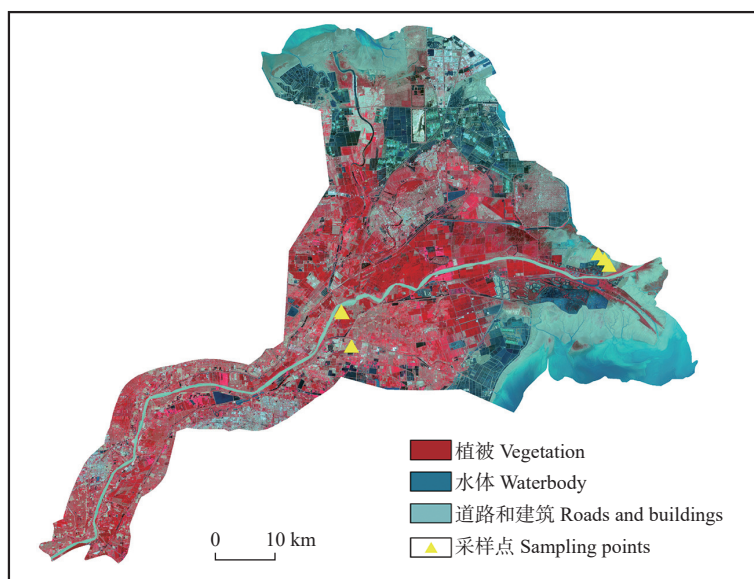 植被 Vegetation
水体 Waterbody
道路和建筑 Roads and buildings
采样点 Sampling points
0 10 km